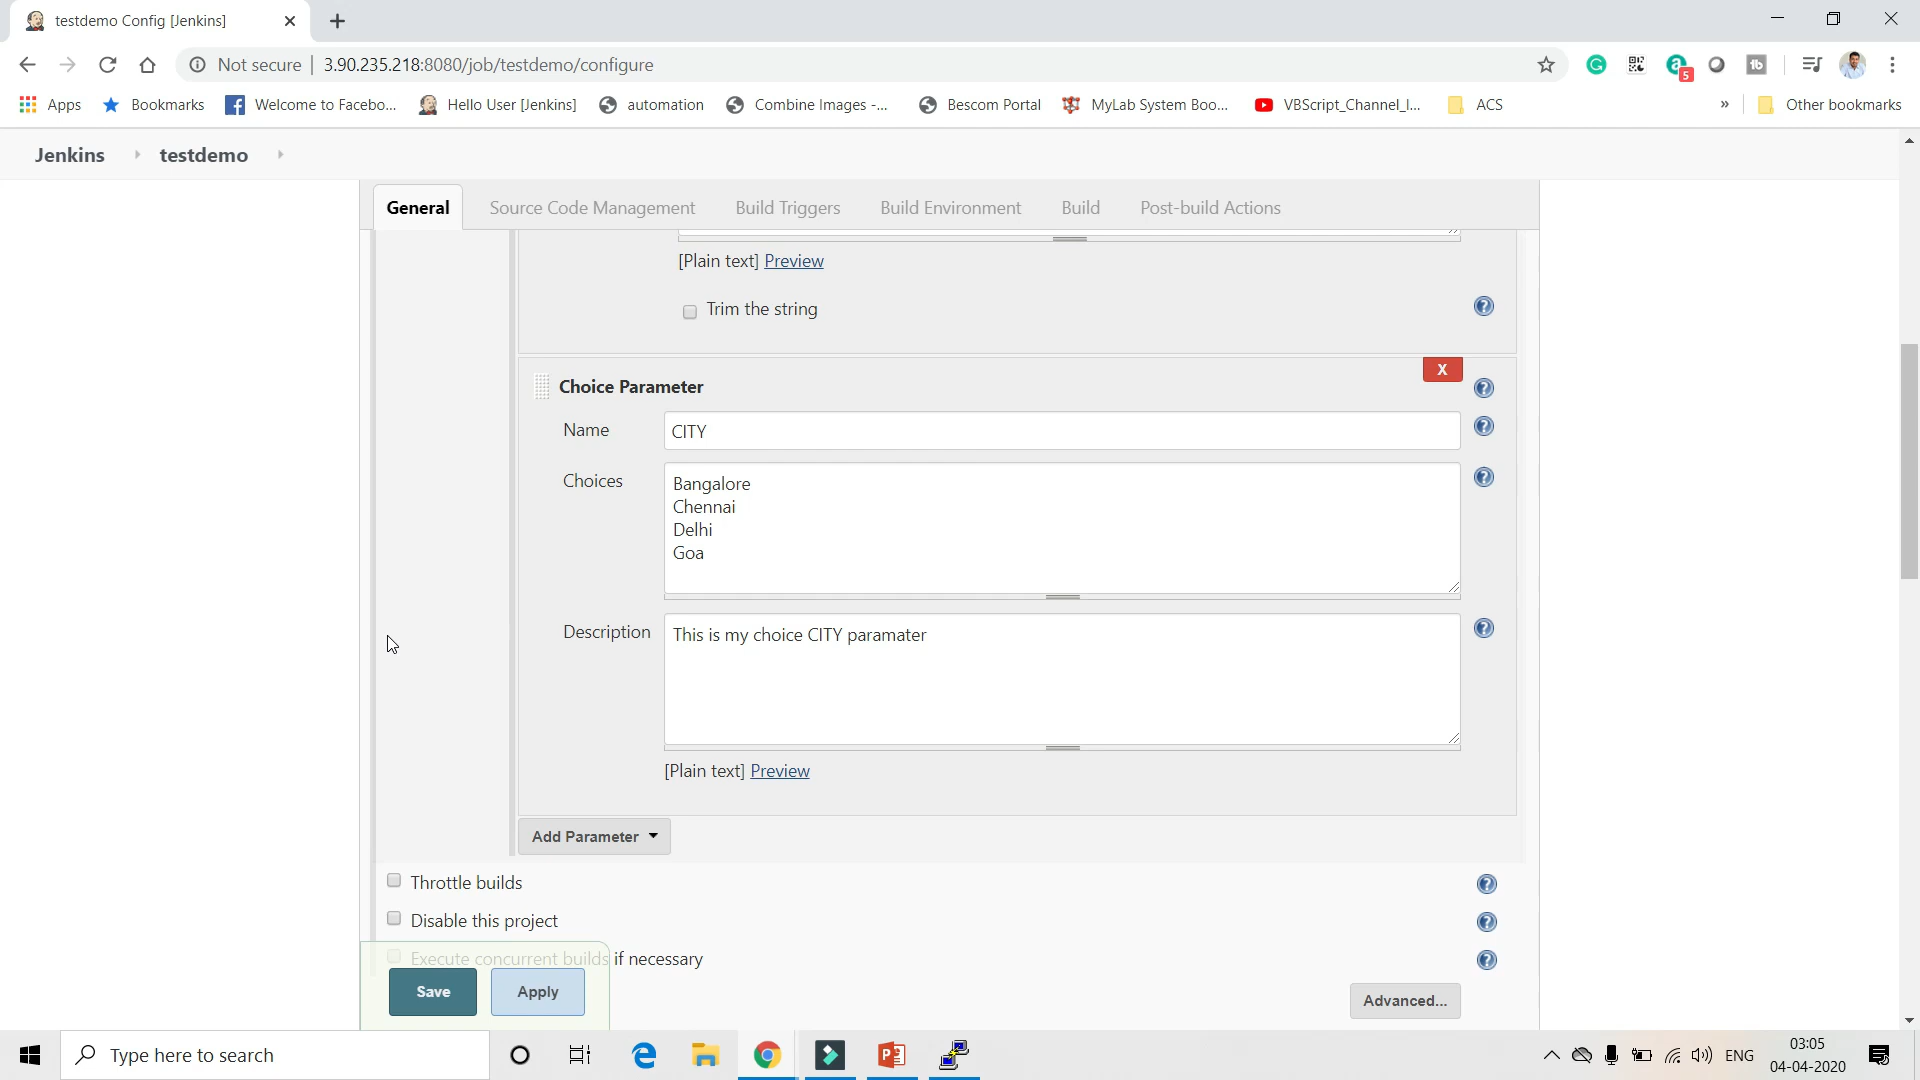 testdemo Config [Jenkins]
Not secure | 3.90.235.218:8080/job/testdemo/configure
5
Apps
Bookmarks
Welcome to Facebo...
Hello User [Jenkins]
automation
Combine Images -...
Bescom Portal
MyLab System Boo...
VBScript_Channel_I...
ACS
»
Other bookmarks
Jenkins
testdemo
General
Source Code Management
Build Triggers
Build Environment
Build
Post-build Actions
[Plain text] Preview
Trim the string
X
Choice Parameter
Name
CITY
Choices
Bangalore
Chennai
Delhi
Goa
Description
This is my choice CITY paramater
[Plain text] Preview
Add Parameter
Throttle builds
Disable this project
Execute concurrent builds if necessary
Save
Apply
Advanced...
Type here to search
ENG
03:05
04-04-2020